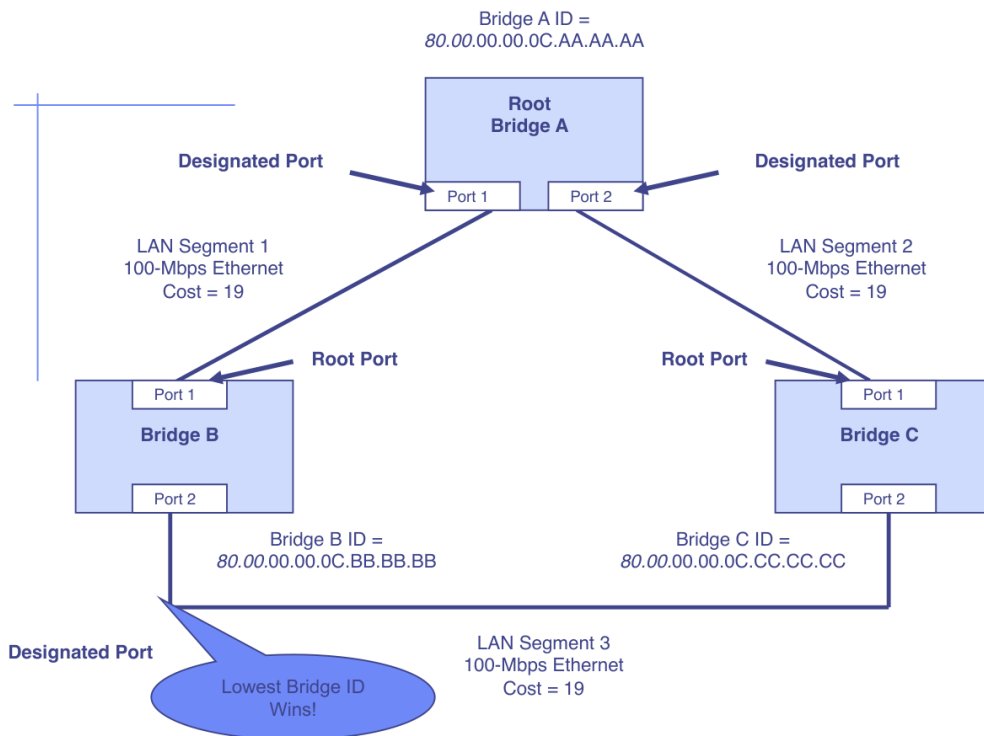 Bridge A ID =
80.00.00.00.0C.AA.AA.AA
Root
Bridge A
Designated Port
Designated Port
Port 1
Port 2
LAN Segment 1
100-Mbps Ethernet
Cost = 19
LAN Segment 2
100-Mbps Ethernet
Cost = 19
Root Port
Root Port
Port 1
Bridge B
Port 2
Port 1
Bridge C
Port 2
Bridge B ID =
80.00.00.00.0C.BB.BB.BB
Bridge C ID =
80.00.00.00.0C.CC.CC.CC
Designated Port
Lowest Bridge ID
Wins!
LAN Segment 3
100-Mbps Ethernet
Cost = 19